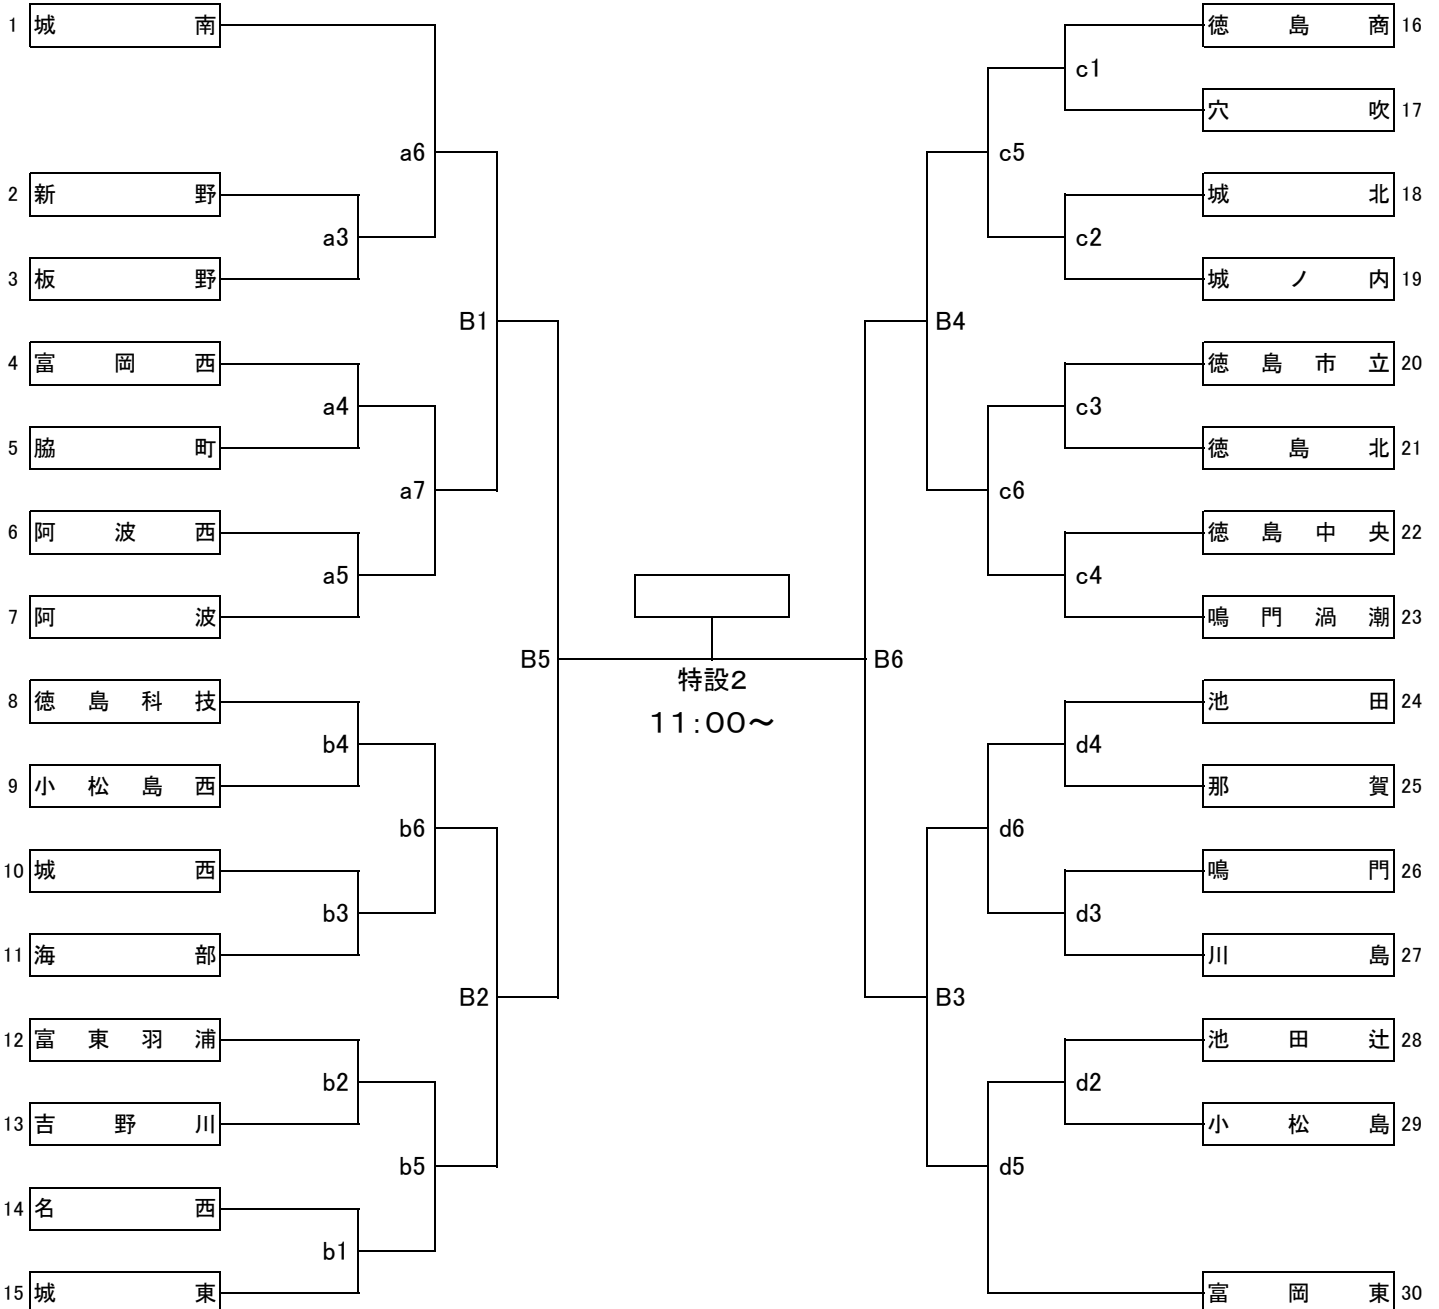 1 城南
2 新野
3 板野
4 富岡西
5 脇町
6 阿波西
7 阿波
8 徳島科技
9 小松島西
10 城西
11 海部
12 富東羽浦
13 吉野川
14 名西
15 城東
a6
a3
a4
a7
a5
b4
b6
b3
b2
b5
b1
B1
B2
B5
特設2
11:00～
B6
B4
B3
c5
c6
d6
d5
c1
c2
c3
c4
d4
d3
d2
徳島商 16
穴吹 17
城北 18
城ノ内 19
徳島市立 20
徳島北 21
徳島中央 22
鳴門渦潮 23
池田 24
那賀 25
鳴門 26
川島 27
池田辻 28
小松島 29
富岡東 30